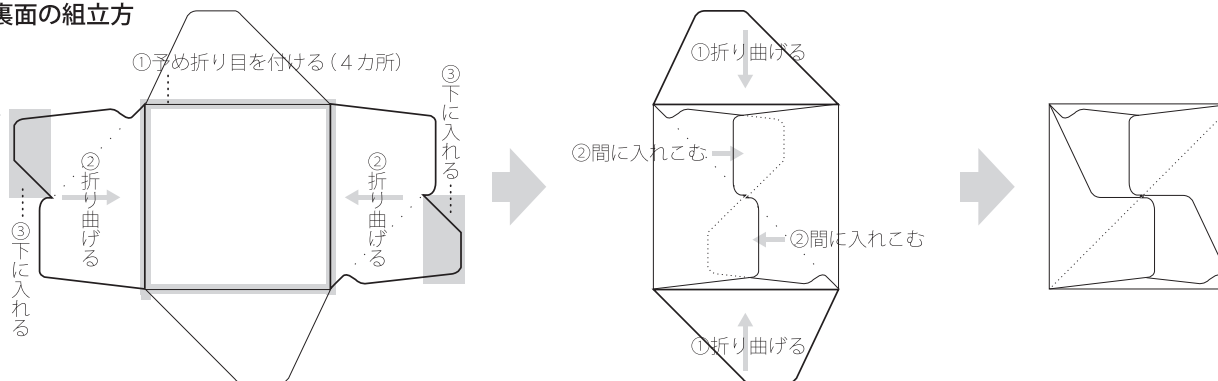 裏面の組立方
①予め折り目を付ける(4カ所)
③下に入れる
②折り曲げる
②折り曲げる
③下に入れる
①折り曲げる
②間に入れこむ
②間に入れこむ
①折り曲げる